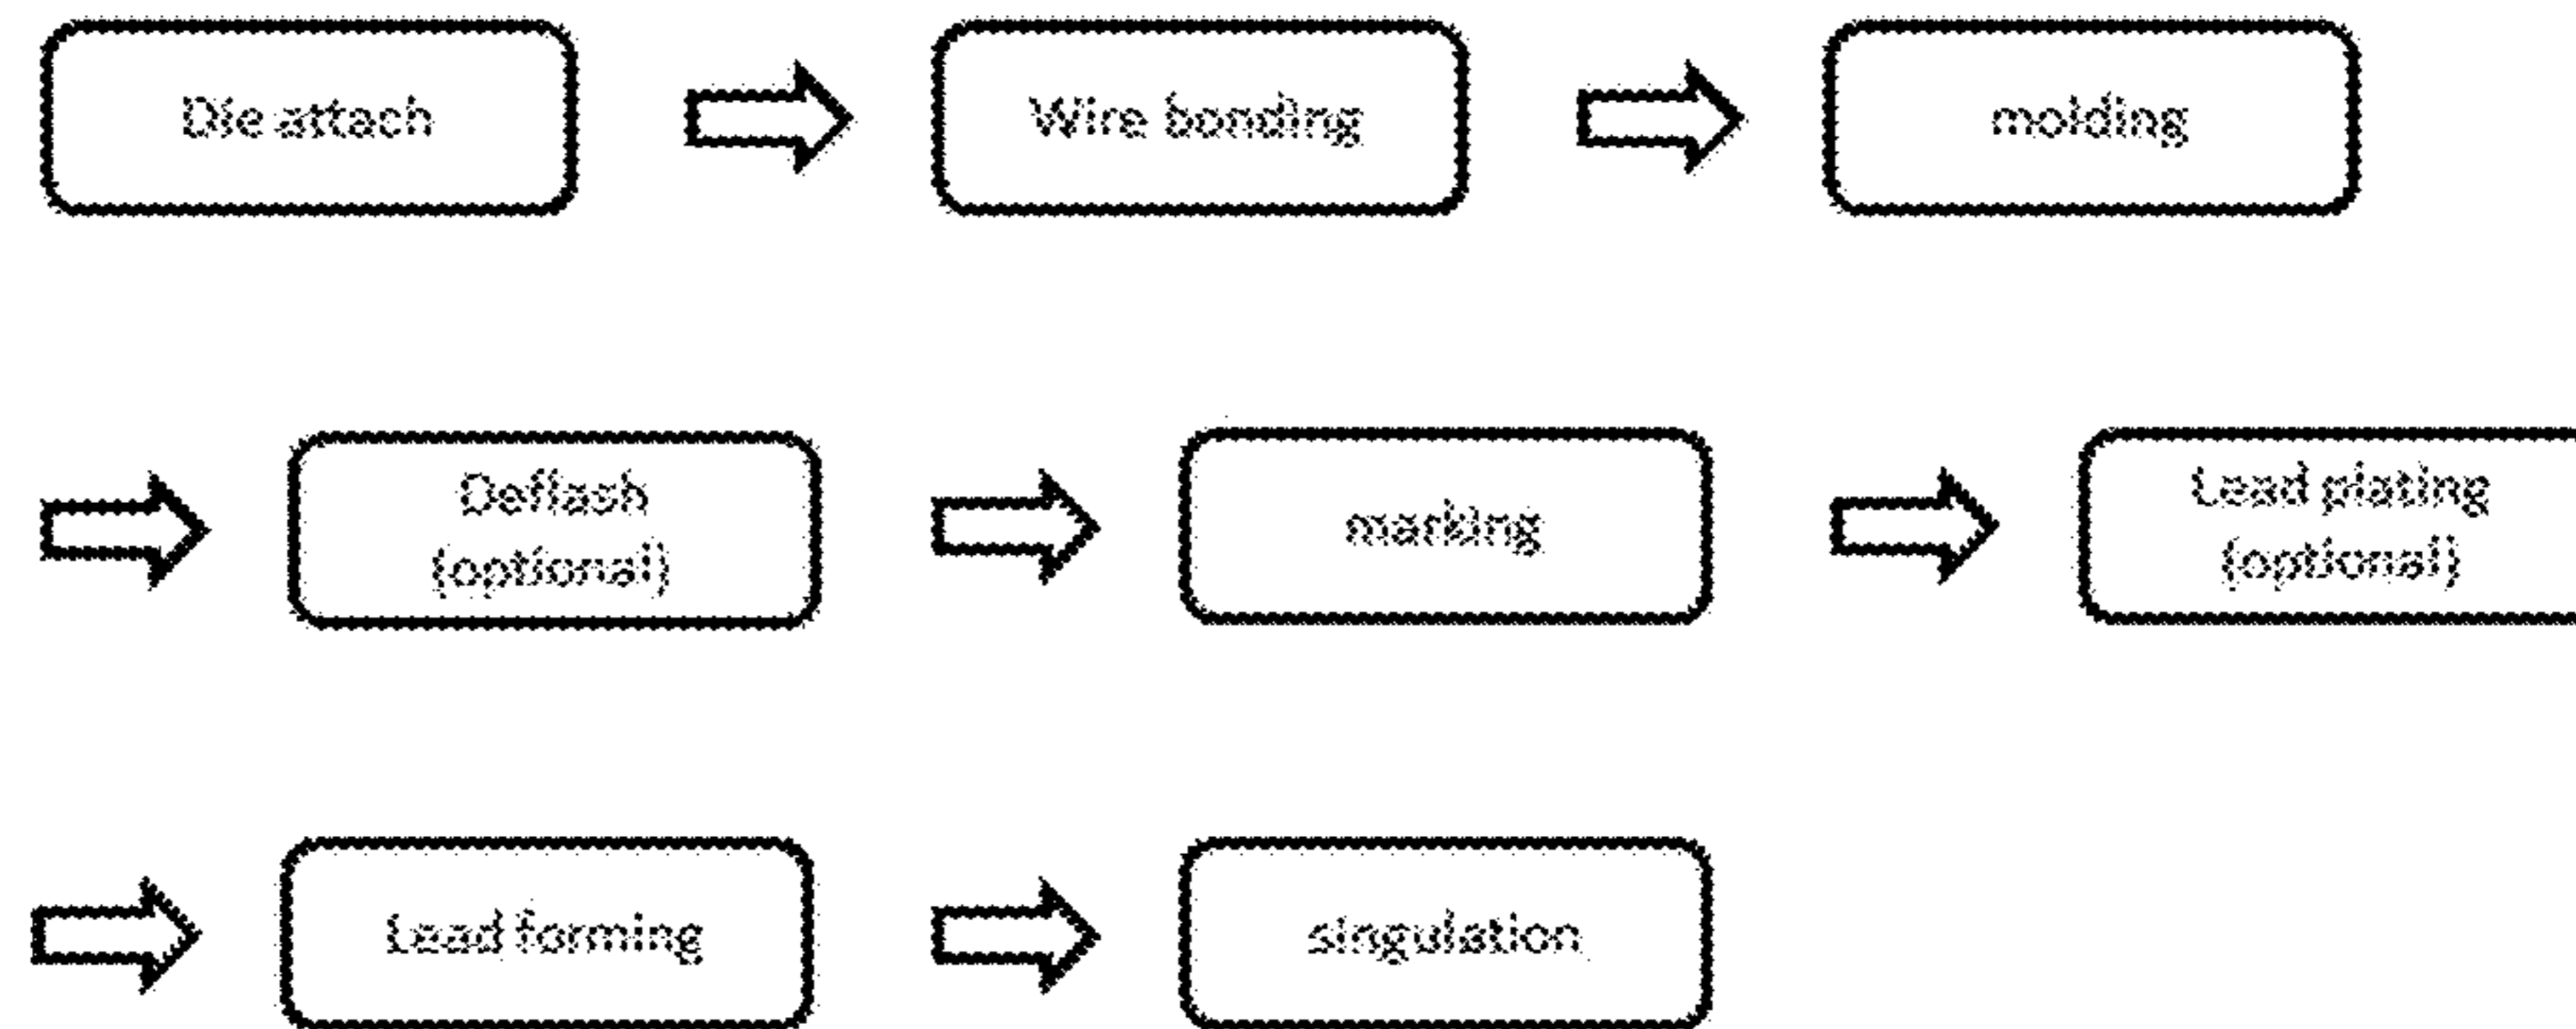 Die attach
Wire bonding
molding
Deflash
(optional)
marking
Lead plating
(optional)
Lead forming
singulation